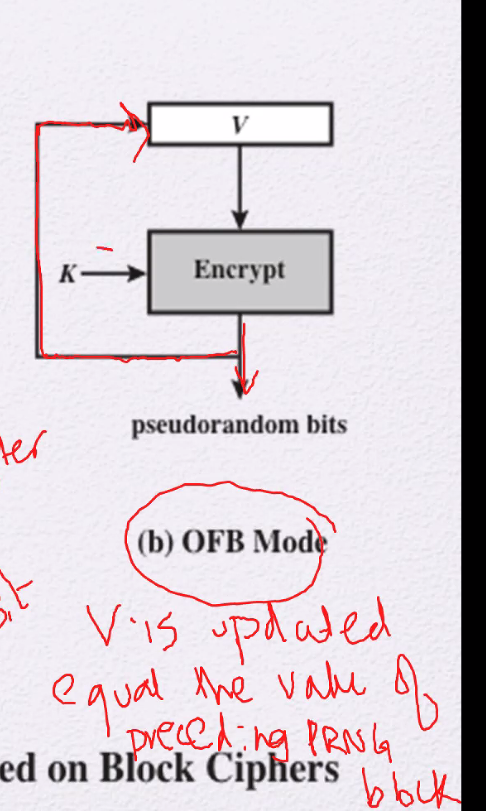 V
K
Encrypt
pseudorandom bits
ter
(b) OFB Mode
V is updated
equal the value of
preceding PRNG
ed on Block Ciphers
block